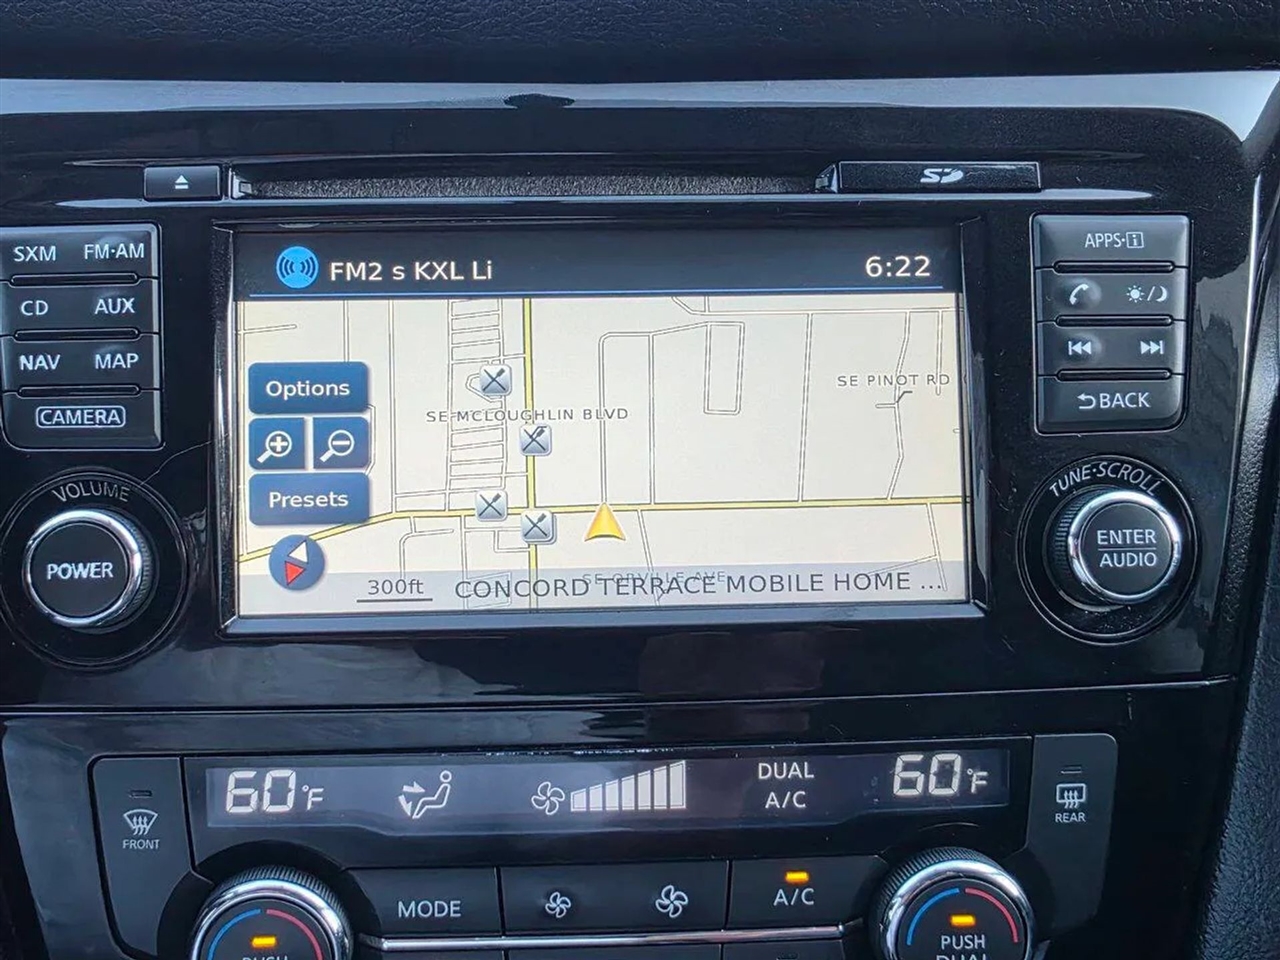 SD
SXM FM·AM
CD AUX
NAV MAP
CAMERA
VOLUME
POWER
FM2 s KXL Li
6:22
Options
Presets
SE MCLOUGHLIN BLVD
SE PINOT RD
300ft
CONCORD TERRACE MOBILE HOME ...
APPS·i
BACK
TUNE·SCROLL
ENTER
AUDIO
60°F
DUAL
A/C
60°F
FRONT
REAR
MODE
A/C
PUSH
PUSH
DUAL